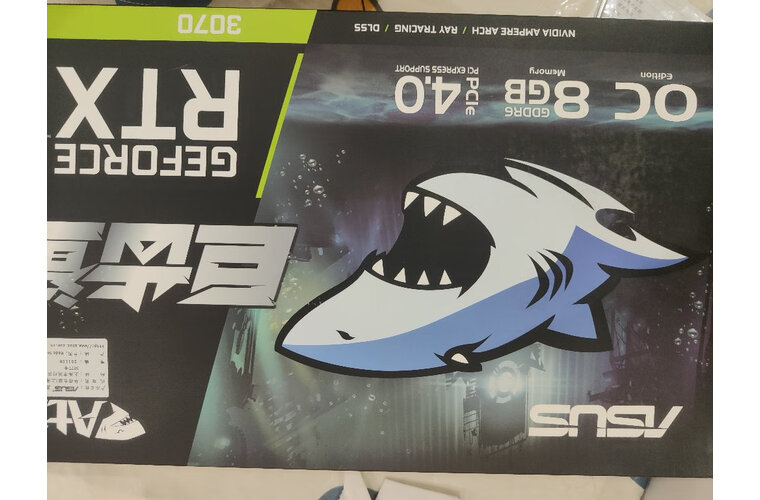 ASUS
巨齿
GEFORCE
RTX
OC
Edition
8GB
Memory
GDDR6
PCIe
4.0
PCI EXPRESS SUPPORT
NVIDIA AMPERE ARCH / RAY TRACING / DLSS
3070